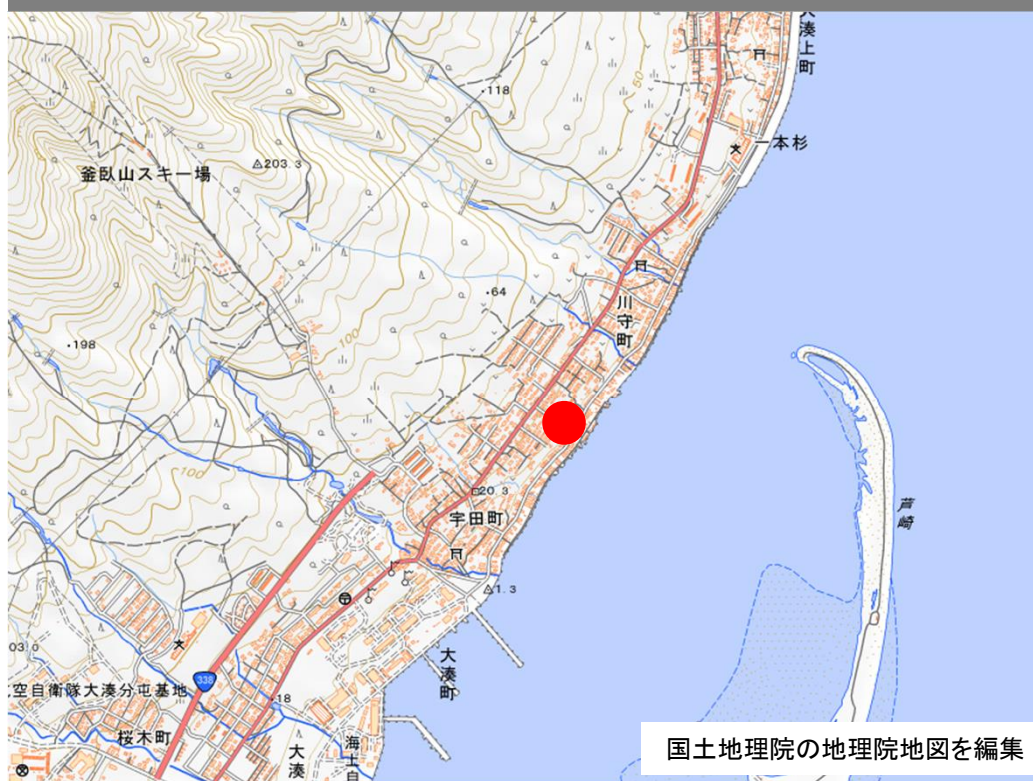 大湊上町
118
50
一本杉
203.3
釜臥山スキー場
64
川守町
100
198
芦崎
100
20.3
宇田町
1.3
大湊町
03.0
338
空自衛隊大湊分屯基地
18
桜木町
大湊
海上自
国土地理院の地理院地図を編集